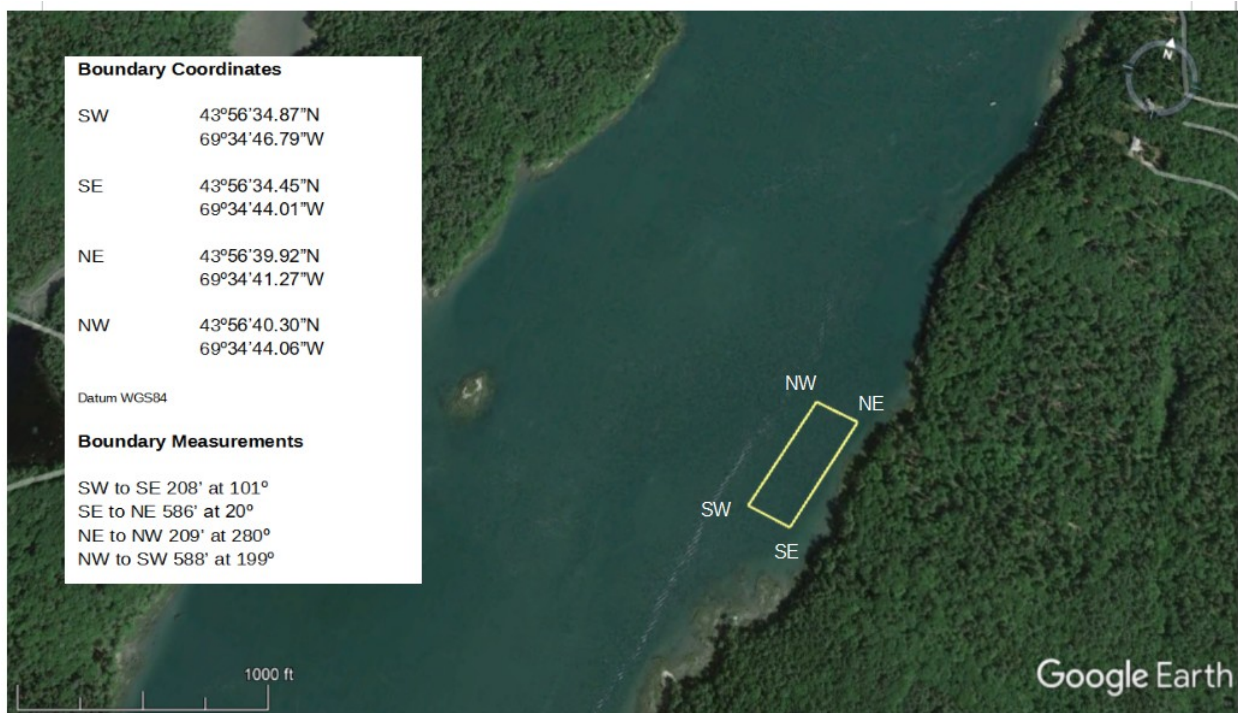 Boundary Coordinates
SW 43º56’34.87”N
69º34’46.79”W
SE 43º56’34.45”N
69º34’44.01”W
NE 43º56’39.92”N
69º34’41.27”W
NW 43º56’40.30”N
69º34’44.06”W
Datum WGS84
Boundary Measurements
SW to SE 208’ at 101º
SE to NE 586’ at 20º
NE to NW 209’ at 280º
NW to SW 588’ at 199º
N
NW
NE
SW
SE
1000 ft
Google Earth